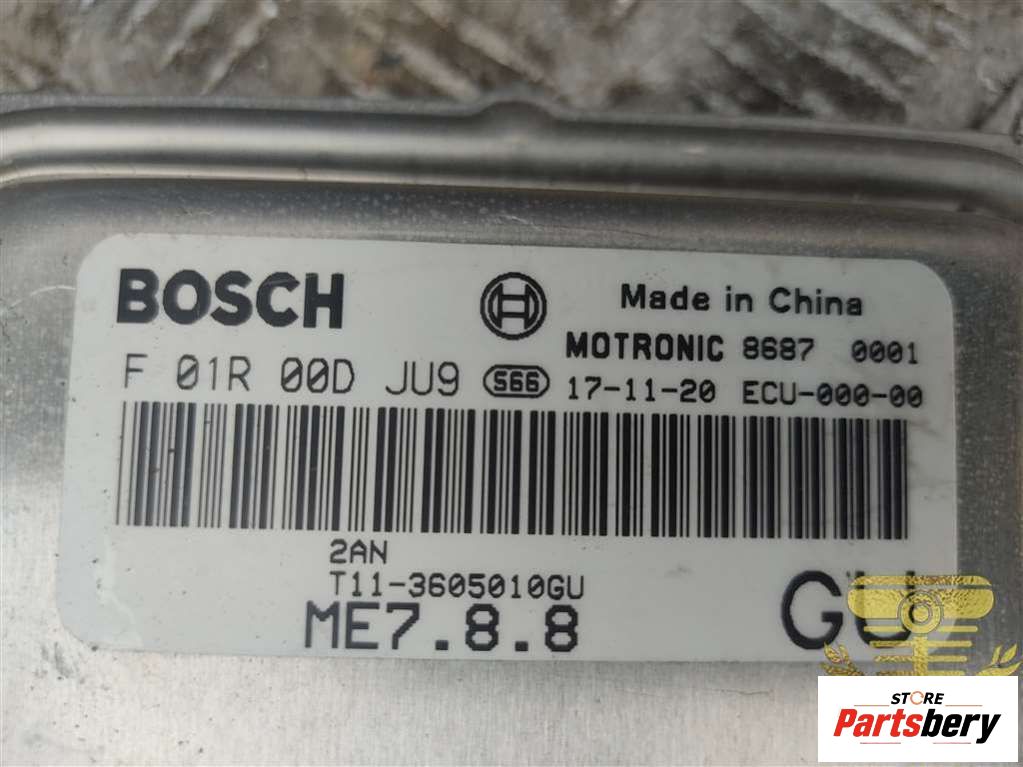 BOSCH
Made in China
MOTRONIC 8687 0001
F 01R 00D JU9 S66 17-11-20 ECU-000-00
2AN
T11-3605010GU
ME7.8.8
GU
STORE
Partsbery